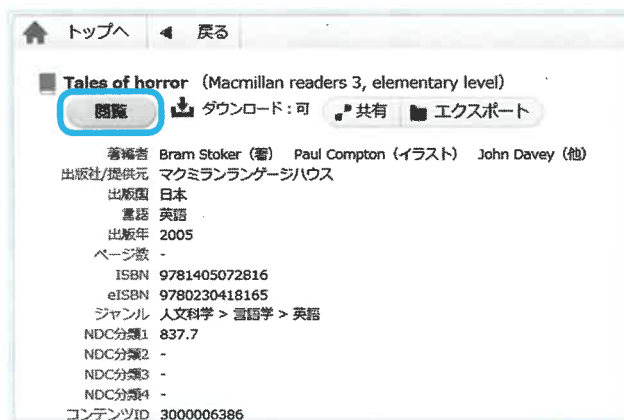 トップへ ◀ 戻る
Tales of horror (Macmillan readers 3, elementary level)
閲覧 ダウンロード:可 共有 エクスポート
著編者 Bram Stoker(著) Paul Compton(イラスト) John Davey(他)
出版社/提供元 マクミランランゲージハウス
出版国 日本
言語 英語
出版年 2005
ページ数 -
ISBN 9781405072816
eISBN 9780230418165
ジャンル 人文科学 > 言語学 > 英語
NDC分類1 837.7
NDC分類2 -
NDC分類3 -
NDC分類4 -
コンテンツID 3000006386